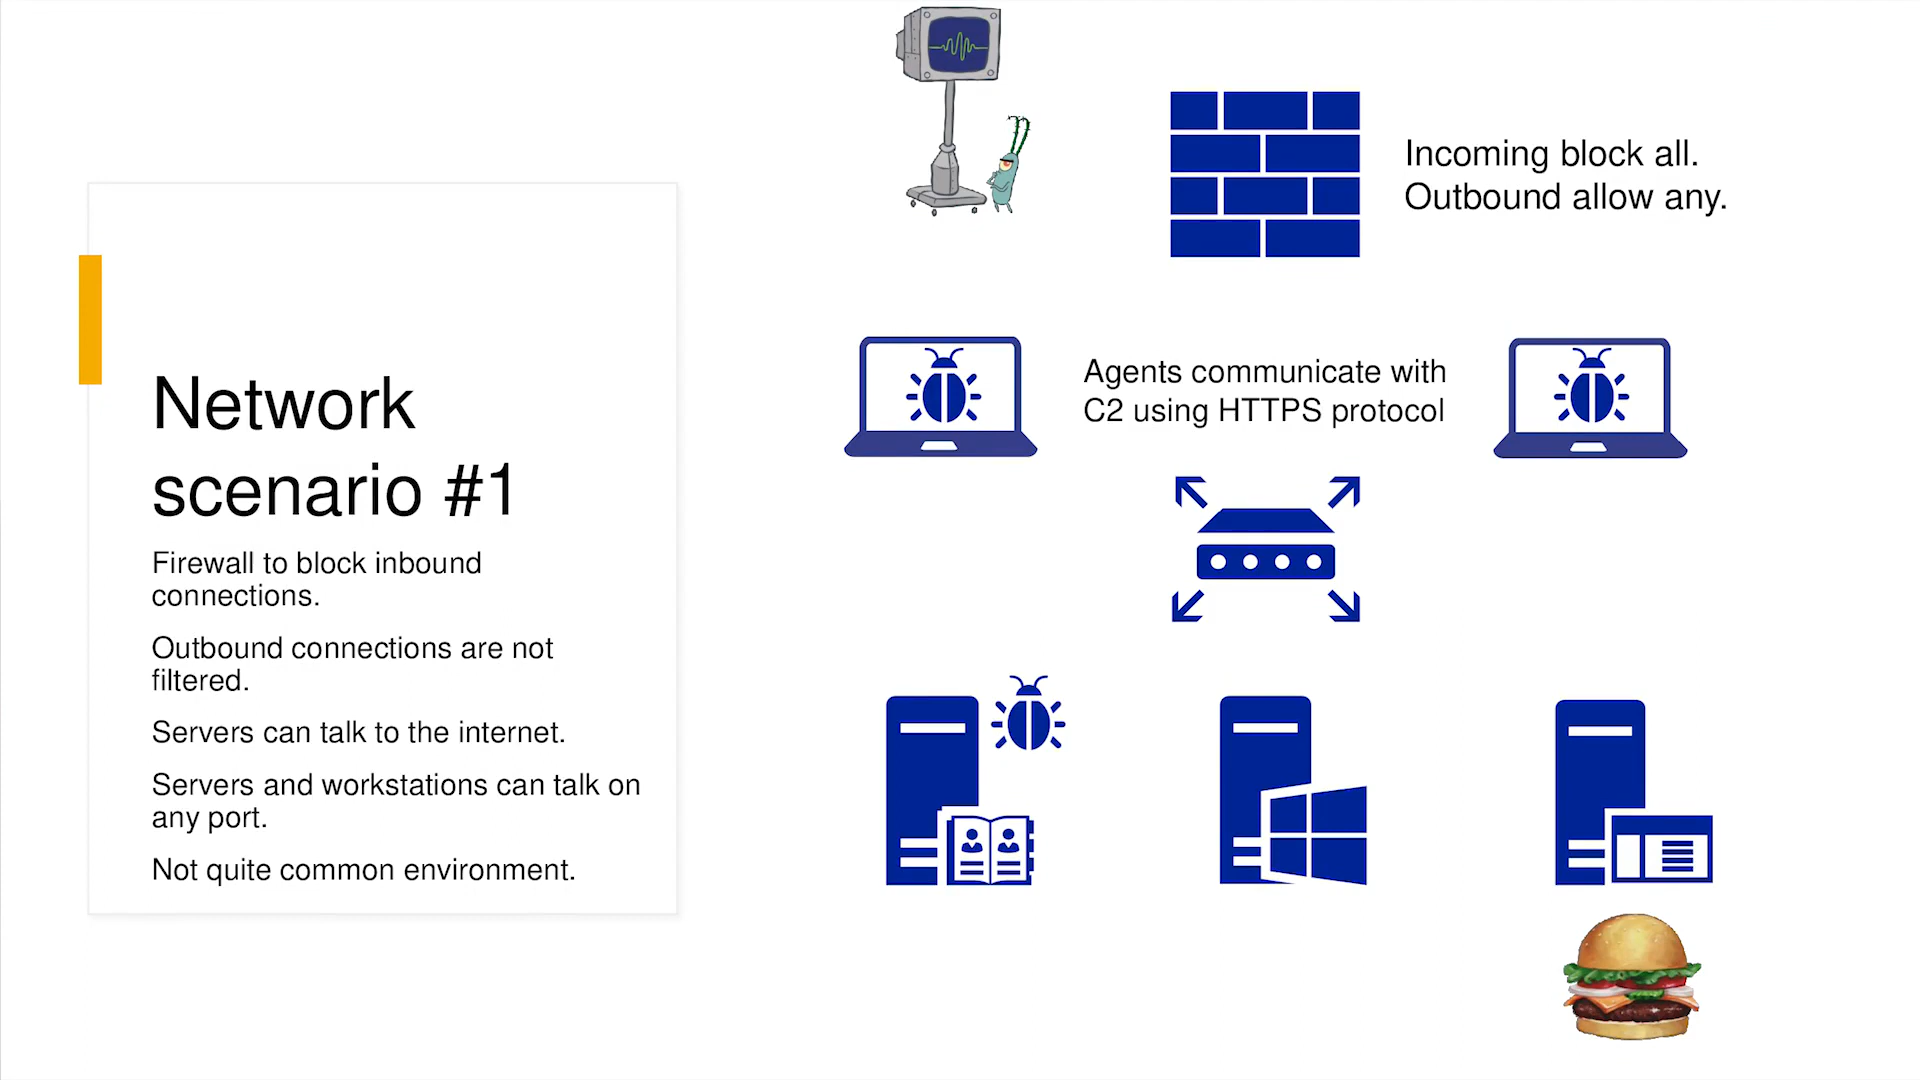 Network
scenario #1
Firewall to block inbound
connections.
Outbound connections are not
filtered.
Servers can talk to the internet.
Servers and workstations can talk on
any port.
Not quite common environment.
Incoming block all.
Outbound allow any.
Agents communicate with
C2 using HTTPS protocol